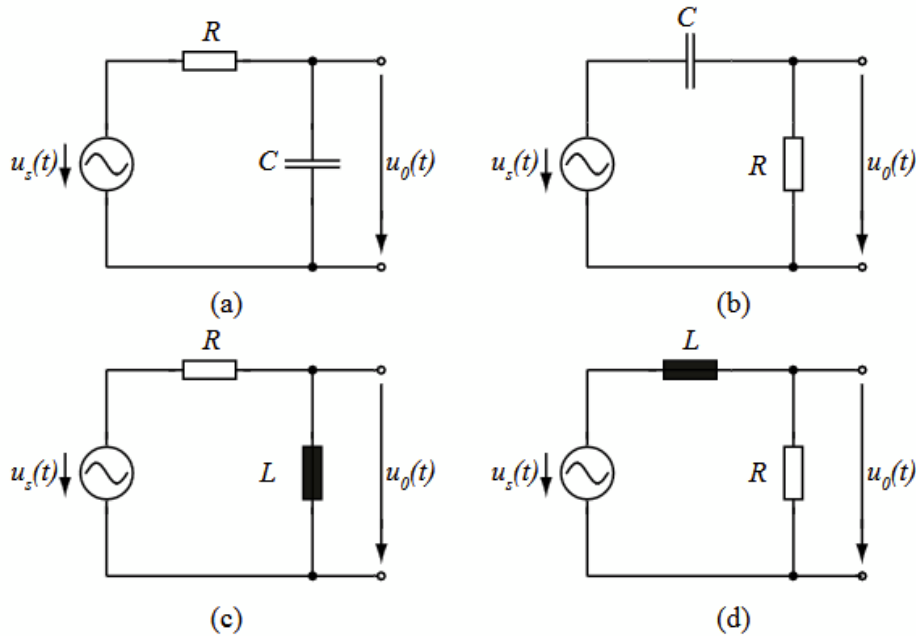 R
C
u_s(t)
C
u_0(t)
(a)
u_s(t)
R
u_0(t)
(b)
R
L
u_s(t)
L
u_0(t)
(c)
u_s(t)
R
u_0(t)
(d)